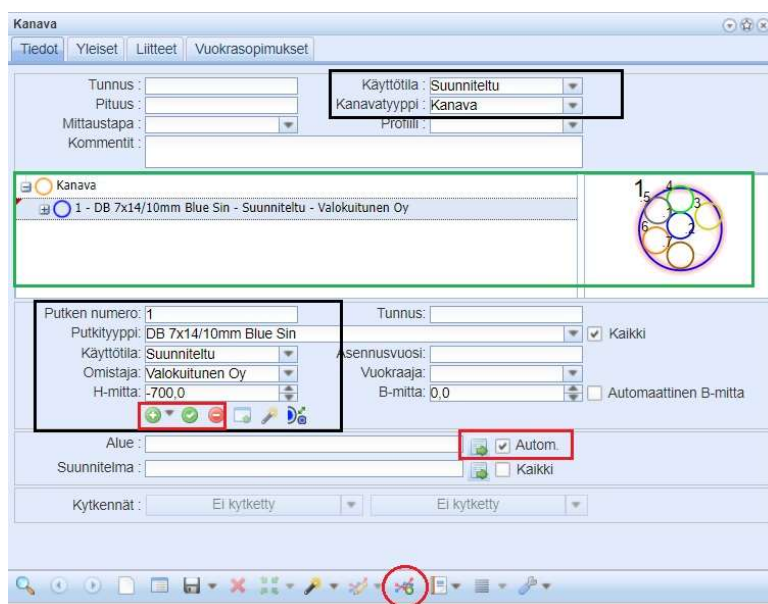 Kanava
Tiedot Yleiset Liitteet Vuokrasopimukset
Tunnus : Käyttötila : Suunniteltu
Pituus : Kanavatyyppi : Kanava
Mittaustapa : Profiili :
Kommentit :
Kanava
1 - DB 7x14/10mm Blue Sin - Suunniteltu - Valokuitunen Oy
1 5 4 3 6 2 7
Putken numero: 1 Tunnus:
Putkityyppi: DB 7x14/10mm Blue Sin Kaikki
Käyttötila: Suunniteltu Asennusvuosi:
Omistaja: Valokuitunen Oy Vuokraaja:
H-mitta: -700,0 B-mitta: 0,0 Automaattinen B-mitta
Alue : Autom.
Suunnitelma : Kaikki
Kytkennät : Ei kytketty Ei kytketty